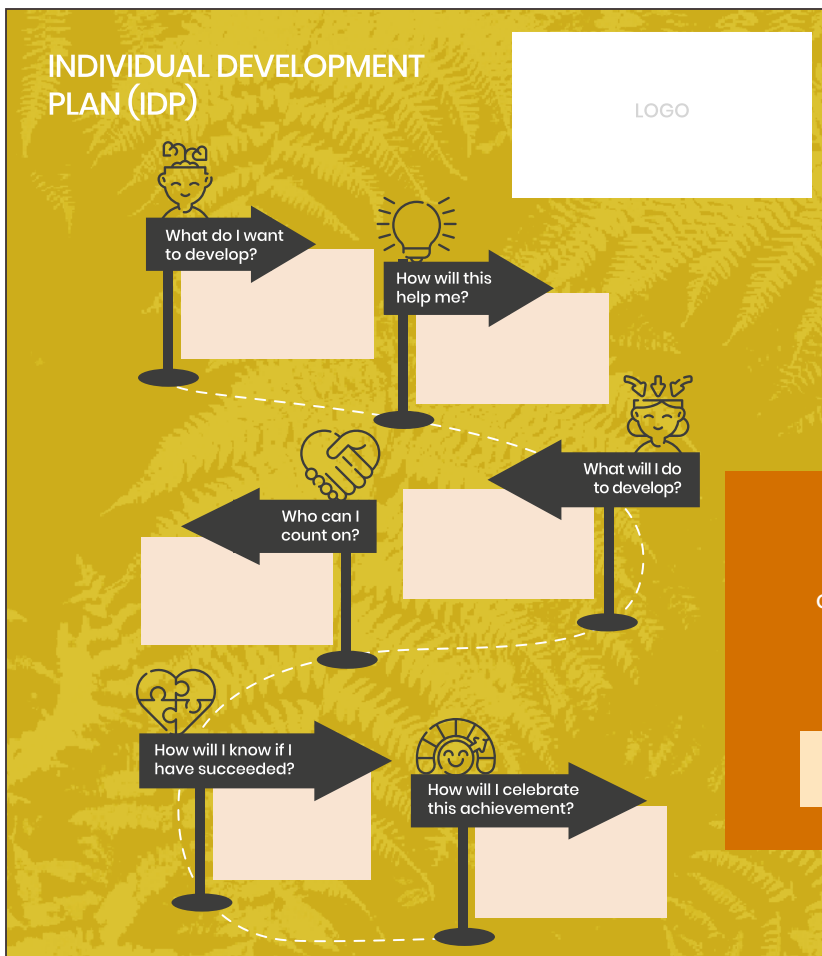 INDIVIDUAL DEVELOPMENT
PLAN (IDP)
LOGO
What do I want
to develop?
How will this
help me?
What will I do
to develop?
Who can I
count on?
How will I know if I
have succeeded?
How will I celebrate
this achievement?